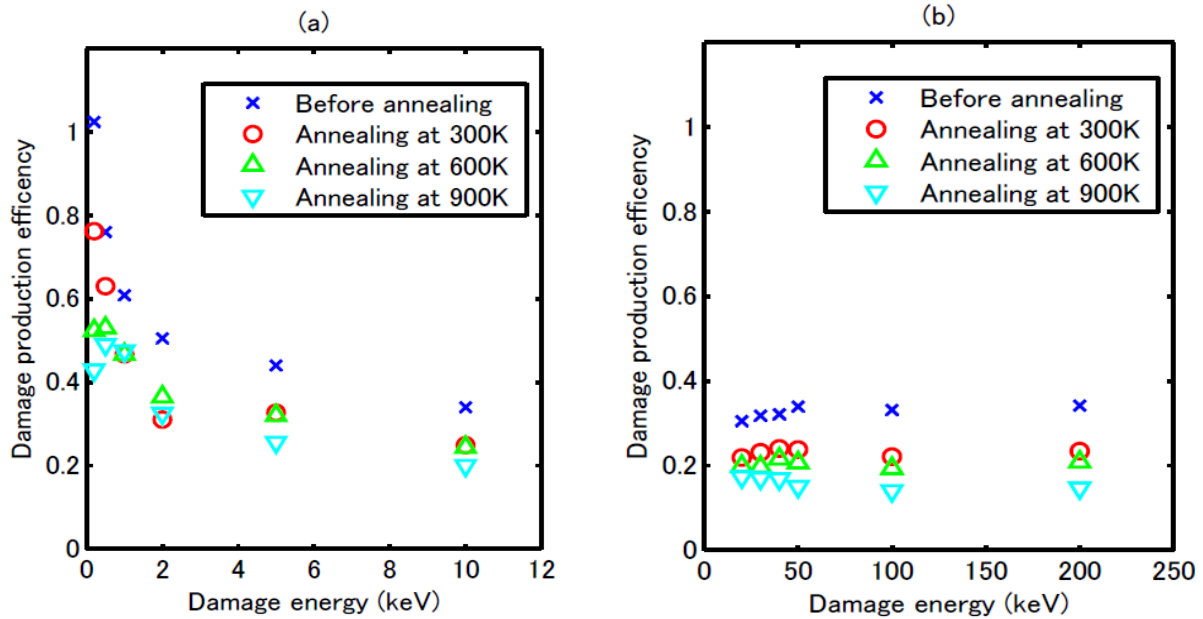 (a)
Before annealing
Annealing at 300K
Annealing at 600K
Annealing at 900K
Damage production efficency
1
0.8
0.6
0.4
0.2
0
0 2 4 6 8 10 12
Damage energy (keV)
(b)
Before annealing
Annealing at 300K
Annealing at 600K
Annealing at 900K
Damage production efficency
1
0.8
0.6
0.4
0.2
0
0 50 100 150 200 250
Damage energy (keV)